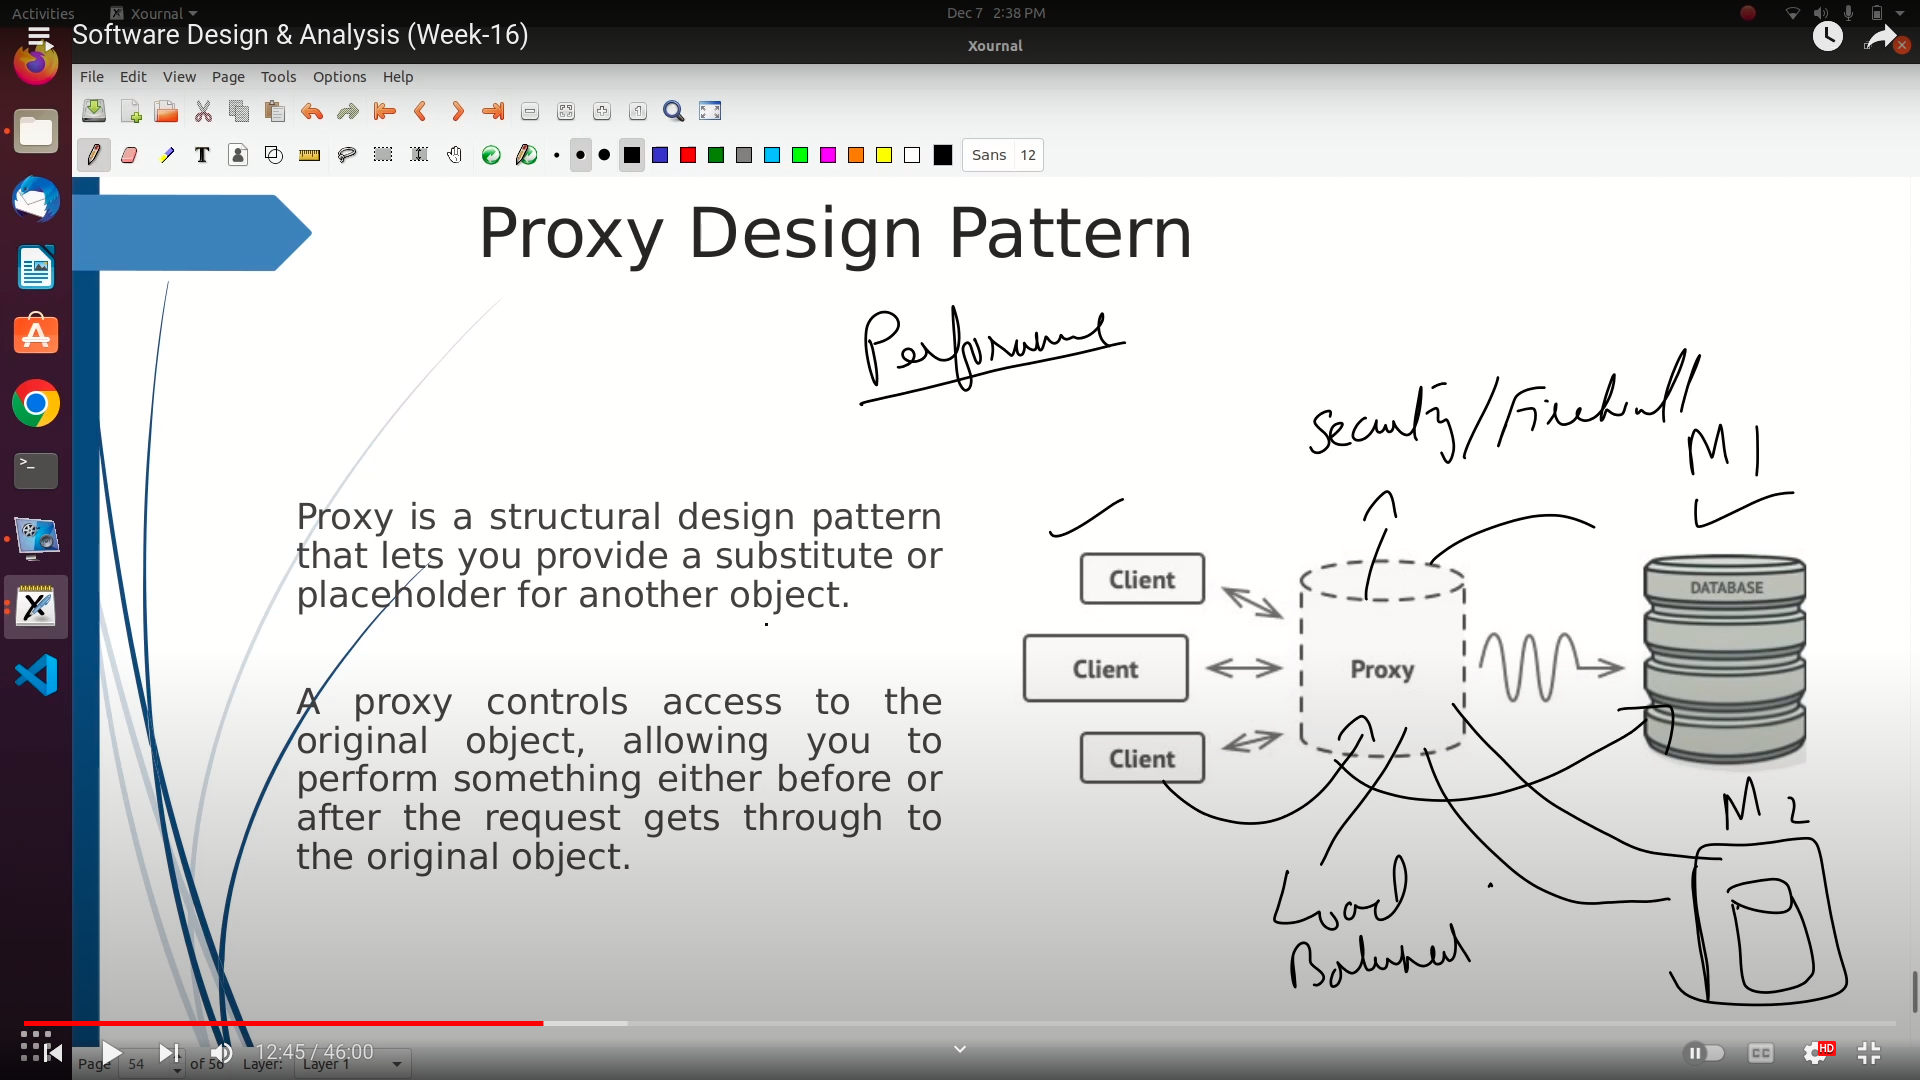 Activities
Xournal
Dec 7 2:38 PM
Software Design & Analysis (Week-16)
Xournal
File Edit View Page Tools Options Help
Sans 12
Proxy Design Pattern
Performance
Security/Firewall
M1
Proxy is a structural design pattern
that lets you provide a substitute or
placeholder for another object.
A proxy controls access to the
original object, allowing you to
perform something either before or
after the request gets through to
the original object.
Client
Client
Client
Proxy
DATABASE
M2
Load
Balancer
12:45 / 46:00
Page 54 of 56 Layer: Layer 1
CC
HD